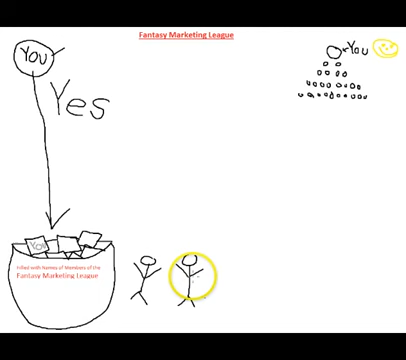 Fantasy Marketing League
YOU
YOU
Yes
YOU
Filled with Names of Members of the
Fantasy Marketing League